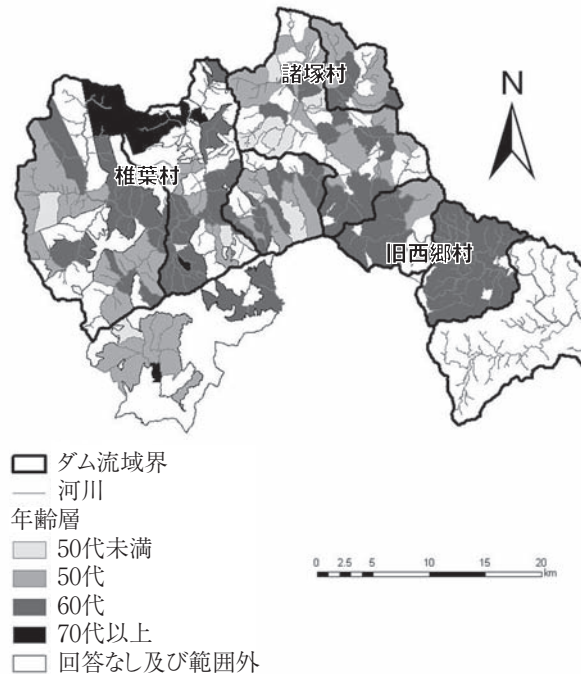 諸塚村
N
椎葉村
旧西郷村
ダム流域界
河川
年齢層
50代未満
50代
60代
70代以上
回答なし及び範囲外
0 2.5 5 10 15 20
km